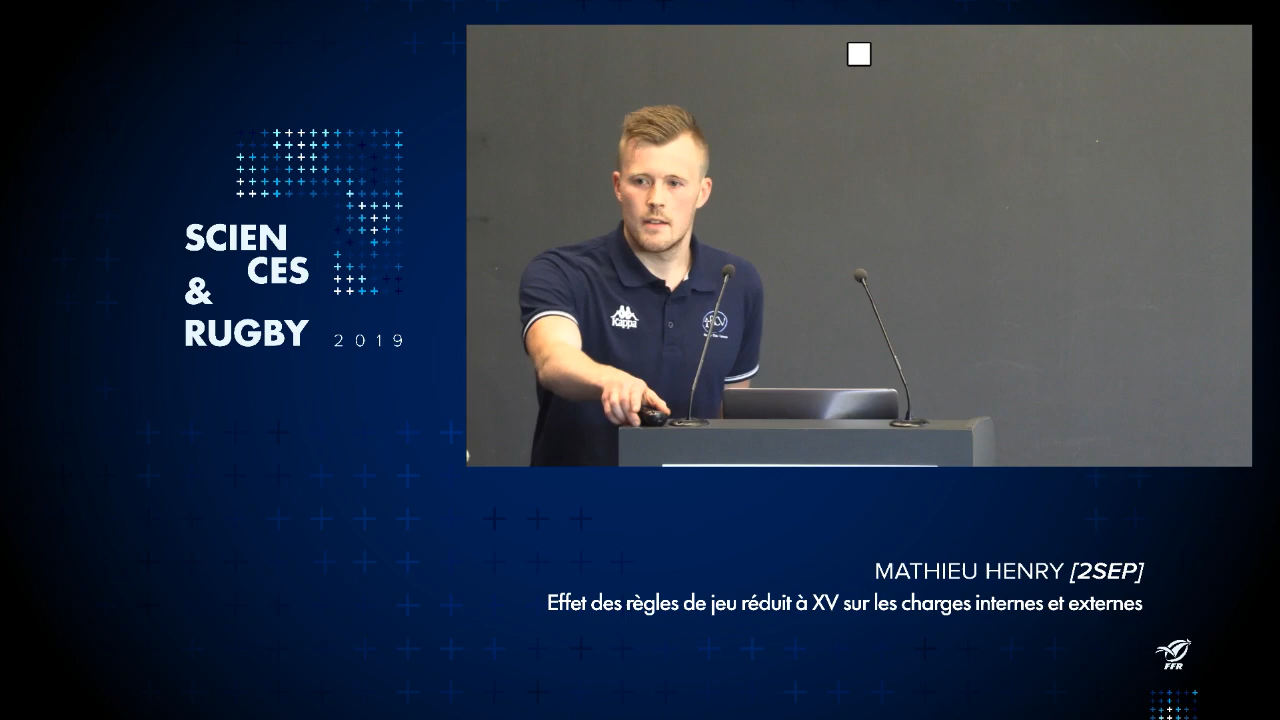 SCIEN
CES
&
RUGBY 2019
Kappa
MATHIEU HENRY [2SEP]
Effet des règles de jeu réduit à XV sur les charges internes et externes
FFR